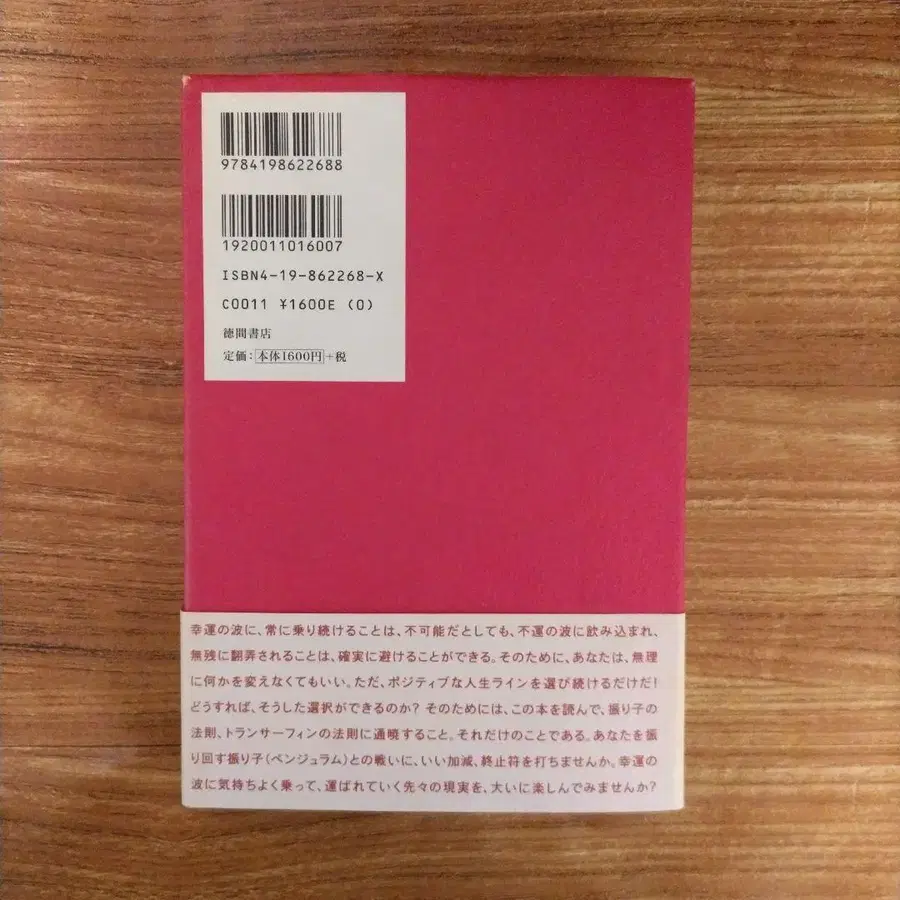 9784198622688
1920011016007
ISBN4-19-862268-X
C0011 ¥1600E (0)
徳間書店
定価:本体1600円+税
幸運の波に、常に乗り続けることは、不可能だとしても、不運の波に飲み込まれ、
無残に翻弄されることは、確実に避けることができる。そのために、あなたは、無理
に何かを変えなくてもいい。ただ、ポジティブな人生ラインを選び続けるだけだ!
どうすれば、そうした選択ができるのか? そのためには、この本を読んで、振り子の
法則、トランサーフィンの法則に通暁すること。それだけのことである。あなたを振
り回す振り子(ペンジュラム)との戦いに、いい加減、終止符を打ちませんか。幸運の
波に気持ちよく乗って、運ばれていく先々の現実を、大いに楽しんでみませんか?